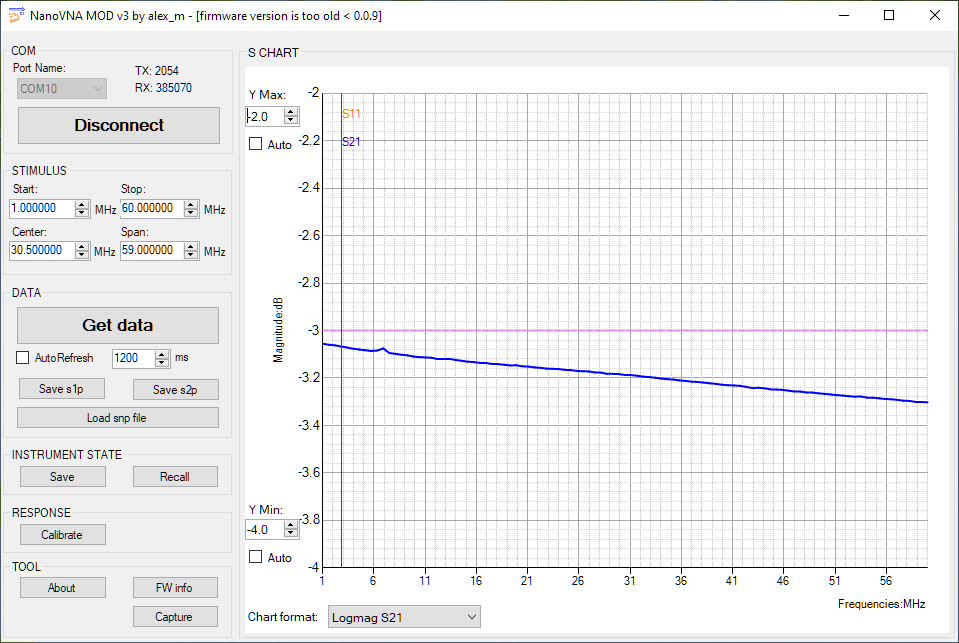 NanoVNA MOD v3 by alex_m - [firmware version is too old < 0.0.9]
COM
Port Name:
COM10
TX: 2054
RX: 385070
Disconnect
STIMULUS
Start:
Stop:
1.000000 MHz
60.000000 MHz
Center:
Span:
30.500000 MHz
59.000000 MHz
DATA
Get data
AutoRefresh
1200 ms
Save s1p
Save s2p
Load snp file
INSTRUMENT STATE
Save
Recall
RESPONSE
Calibrate
TOOL
About
FW info
Capture
S CHART
Y Max:
-2.0
Auto
Y Min:
-4.0
Auto
Magnitude:dB
-2
-2.2
-2.4
-2.6
-2.8
-3
-3.2
-3.4
-3.6
-3.8
-4
S11
S21
1 6 11 16 21 26 31 36 41 46 51 56
Frequencies:MHz
Chart format:
Logmag S21